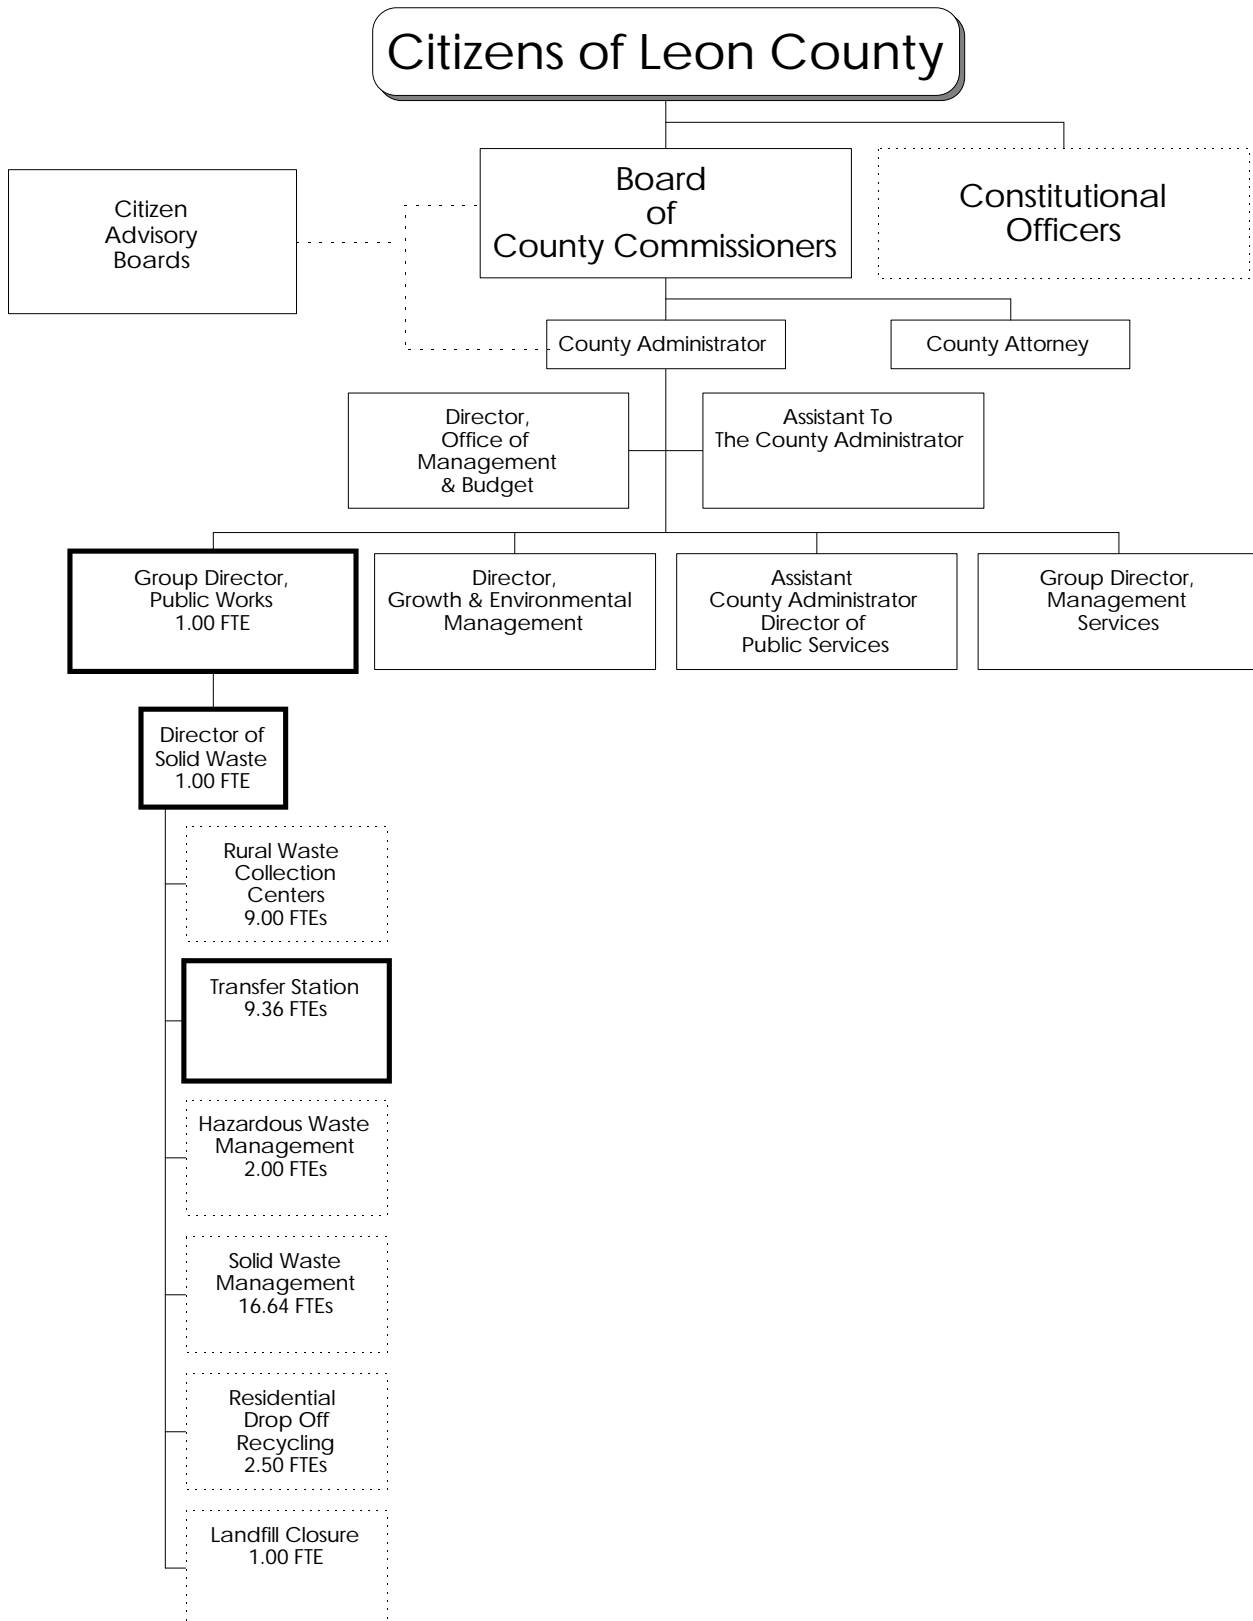 Citizens of Leon County
Citizen
Advisory
Boards
Board
of
County Commissioners
Constitutional
Officers
County Administrator
County Attorney
Director,
Office of
Management
& Budget
Assistant To
The County Administrator
Group Director,
Public Works
1.00 FTE
Director,
Growth & Environmental
Management
Assistant
County Administrator
Director of
Public Services
Group Director,
Management
Services
Director of
Solid Waste
1.00 FTE
Rural Waste
Collection
Centers
9.00 FTEs
Transfer Station
9.36 FTEs
Hazardous Waste
Management
2.00 FTEs
Solid Waste
Management
16.64 FTEs
Residential
Drop Off
Recycling
2.50 FTEs
Landfill Closure
1.00 FTE